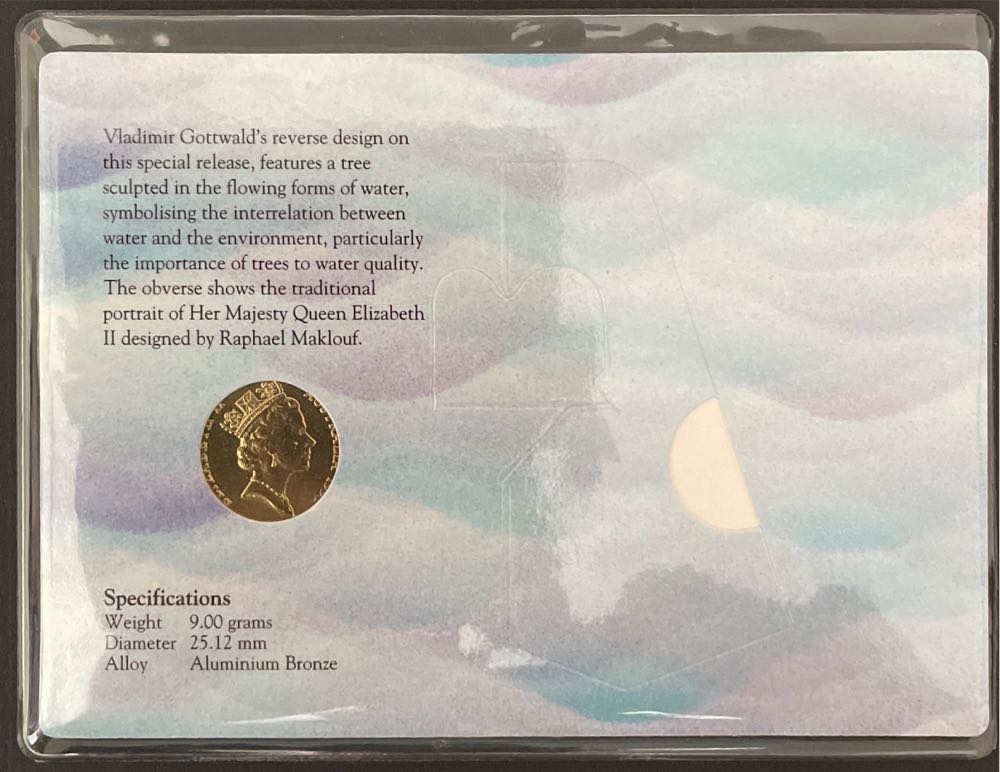 Vladimir Gottwald's reverse design on
this special release, features a tree
sculpted in the flowing forms of water,
symbolising the interrelation between
water and the environment, particularly
the importance of trees to water quality.
The obverse shows the traditional
portrait of Her Majesty Queen Elizabeth
II designed by Raphael Maklouf.
Specifications
Weight 9.00 grams
Diameter 25.12 mm
Alloy Aluminium Bronze